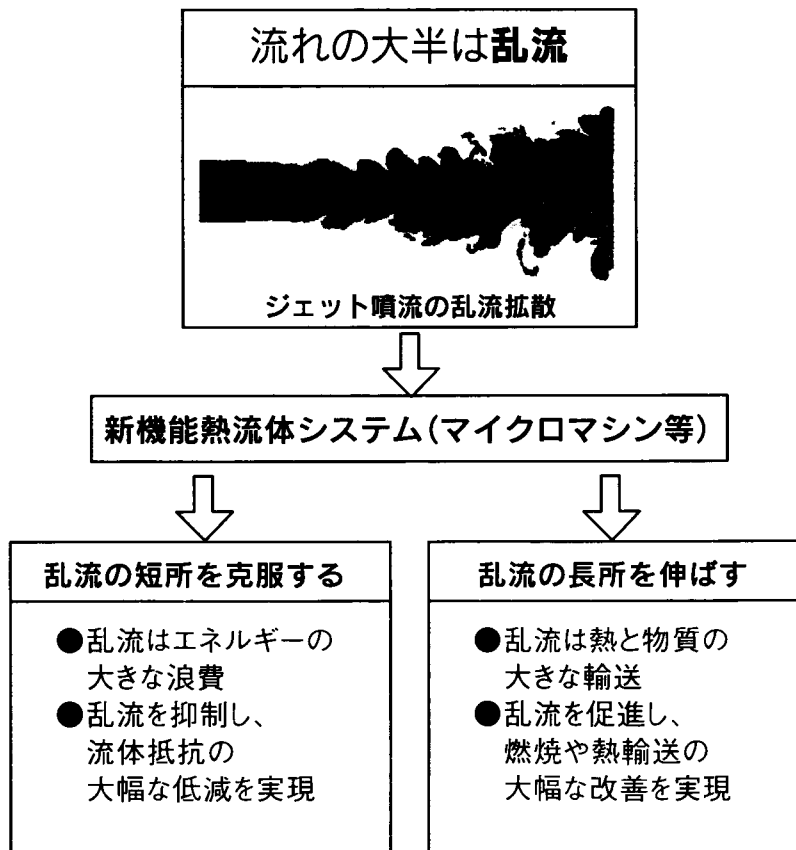 流れの大半は乱流
ジェット噴流の乱流拡散
新機能熱流体システム(マイクロマシン等)
乱流の短所を克服する
●乱流はエネルギーの
大きな浪費
●乱流を抑制し、
流体抵抗の
大幅な低減を実現
乱流の長所を伸ばす
●乱流は熱と物質の
大きな輸送
●乱流を促進し、
燃焼や熱輸送の
大幅な改善を実現